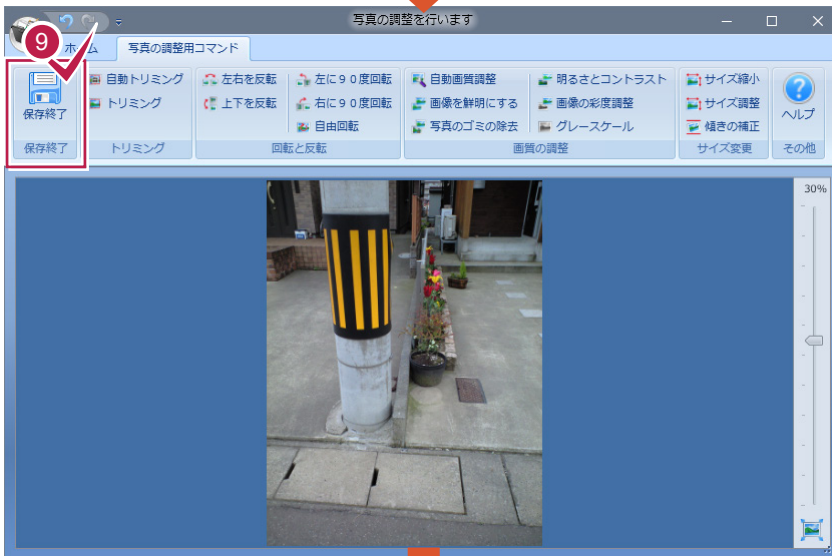 写真の調整を行います
9
ホーム 写真の調整用コマンド
保存終了
自動トリミング
トリミング
左右を反転
上下を反転
左に90度回転
右に90度回転
自由回転
自動画質調整
画像を鮮明にする
写真のゴミの除去
明るさとコントラスト
画像の彩度調整
グレースケール
サイズ縮小
サイズ調整
傾きの補正
ヘルプ
保存終了 トリミング 回転と反転 画質の調整 サイズ変更 その他
30%